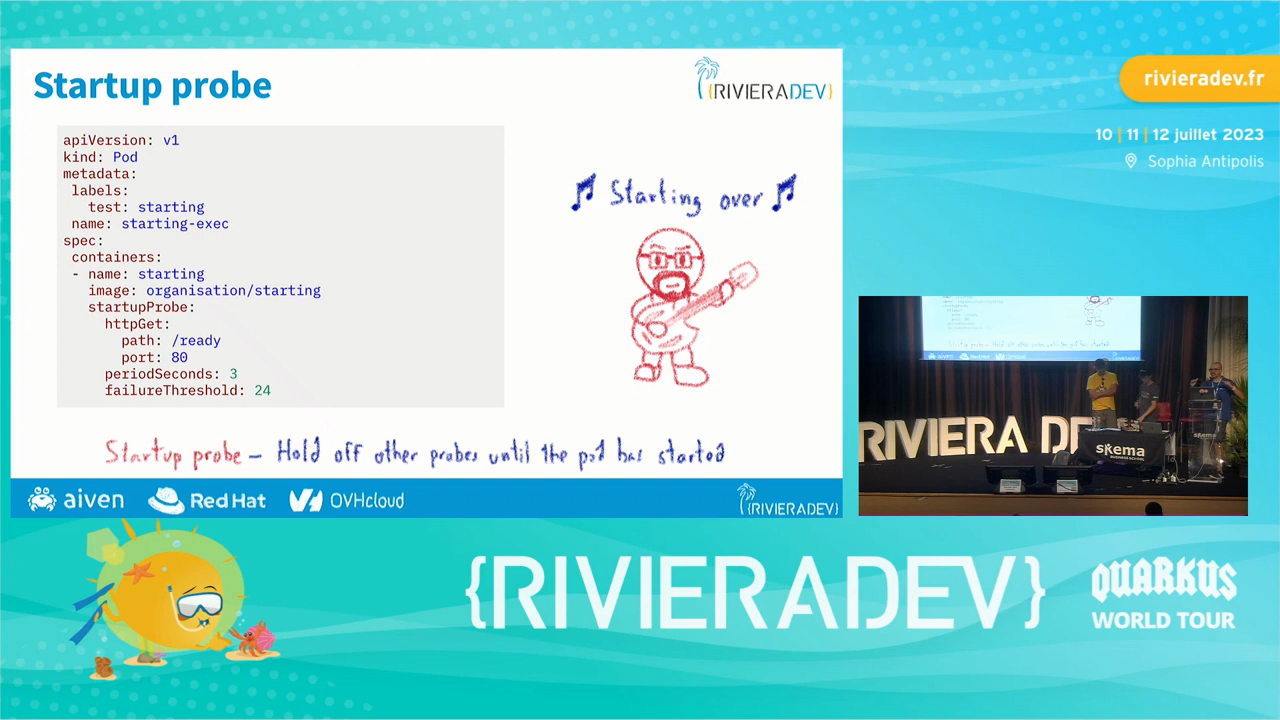 Startup probe
{RIVIERADEV}
apiVersion: v1
kind: Pod
metadata:
labels:
test: starting
name: starting-exec
spec:
containers:
- name: starting
image: organisation/starting
startupProbe:
httpGet:
path: /ready
port: 80
periodSeconds: 3
failureThreshold: 24
Starting over
Startup probe – Hold off other probes until the pod has started
aiven
Red Hat
OVHcloud
{RIVIERADEV}
rivieradev.fr
10 | 11 | 12 juillet 2023
Sophia Antipolis
RIVIERA DE
skema
BUSINESS SCHOOL
skema
{RIVIERADEV}
QUARKUS
WORLD TOUR